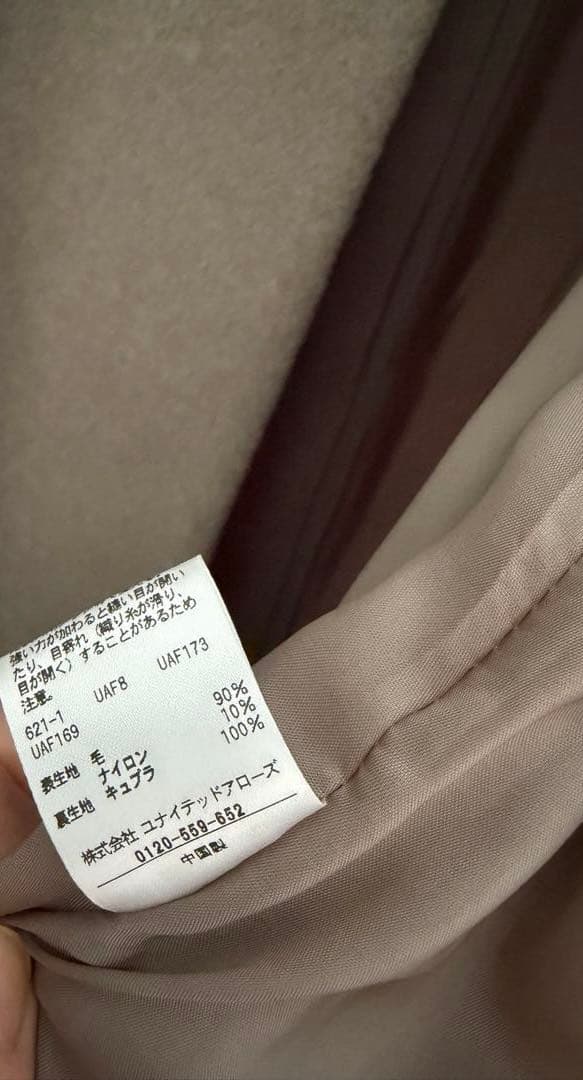 強い力が加わると縫い目が開い
たり、目寄れ（織り糸が滑り、
目が開く）することがあるため
注意。
621-1 UAF8 UAF173
UAF169
表生地 毛 90%
ナイロン 10%
裏生地 キュプラ 100%
株式会社 ユナイテッドアローズ
0120-559-652
中国製